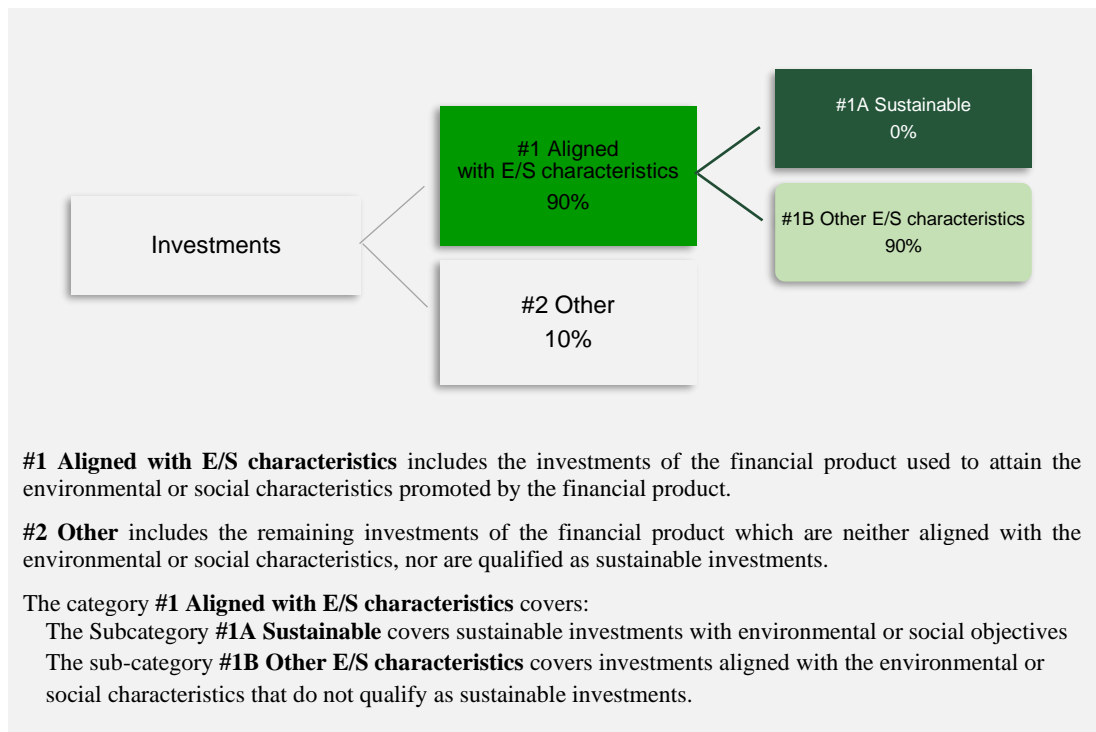 #1A Sustainable
0%
#1 Aligned
with E/S characteristics
90%
#1B Other E/S characteristics
90%
Investments
#2 Other
10%
#1 Aligned with E/S characteristics includes the investments of the financial product used to attain the
environmental or social characteristics promoted by the financial product.
#2 Other includes the remaining investments of the financial product which are neither aligned with the
environmental or social characteristics, nor are qualified as sustainable investments.
The category #1 Aligned with E/S characteristics covers:
The Subcategory #1A Sustainable covers sustainable investments with environmental or social objectives
The sub-category #1B Other E/S characteristics covers investments aligned with the environmental or
social characteristics that do not qualify as sustainable investments.